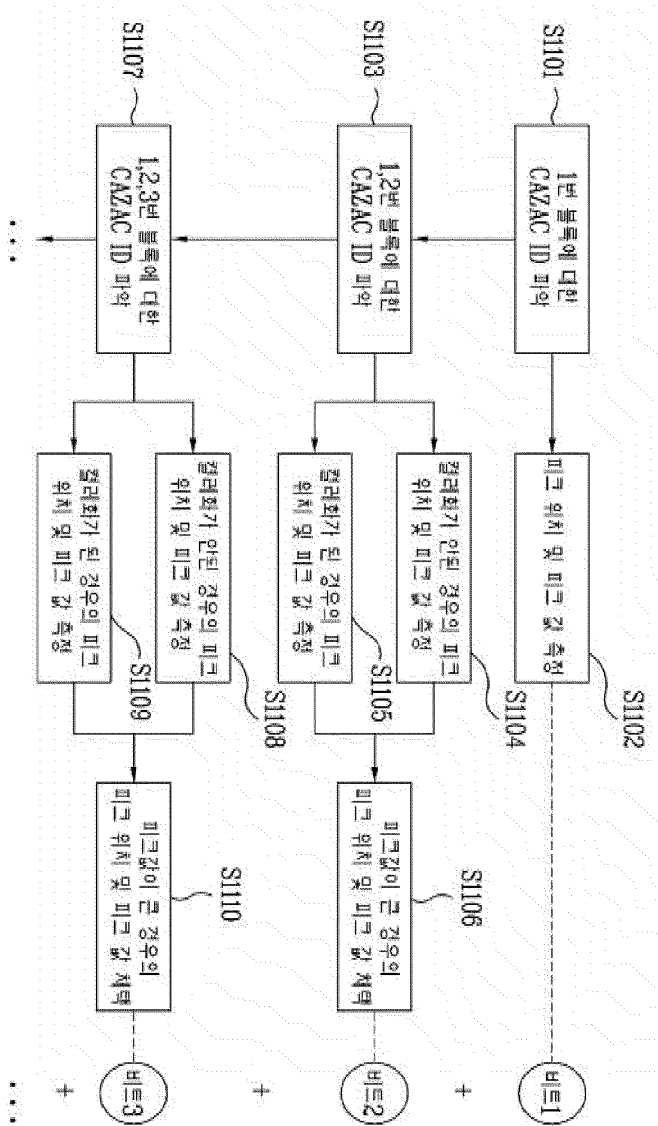 S1101
1번 블록에 대한
CAZAC ID 파악
피크 위치 및 피크 값 측정
S1102
비트1
+
S1103
1,2번 블록에 대한
CAZAC ID 파악
켤레화가 안된 경우의 피크
위치 및 피크 값 측정
S1104
켤레화가 된 경우의 피크
위치 및 피크 값 측정
S1105
피크값이 큰 경우의
피크 위치 및 피크 값 채택
S1106
비트2
+
S1107
1,2,3번 블록에 대한
CAZAC ID 파악
켤레화가 안된 경우의 피크
위치 및 피크 값 측정
S1108
켤레화가 된 경우의 피크
위치 및 피크 값 측정
S1109
피크값이 큰 경우의
피크 위치 및 피크 값 채택
S1110
비트3
+
...
...